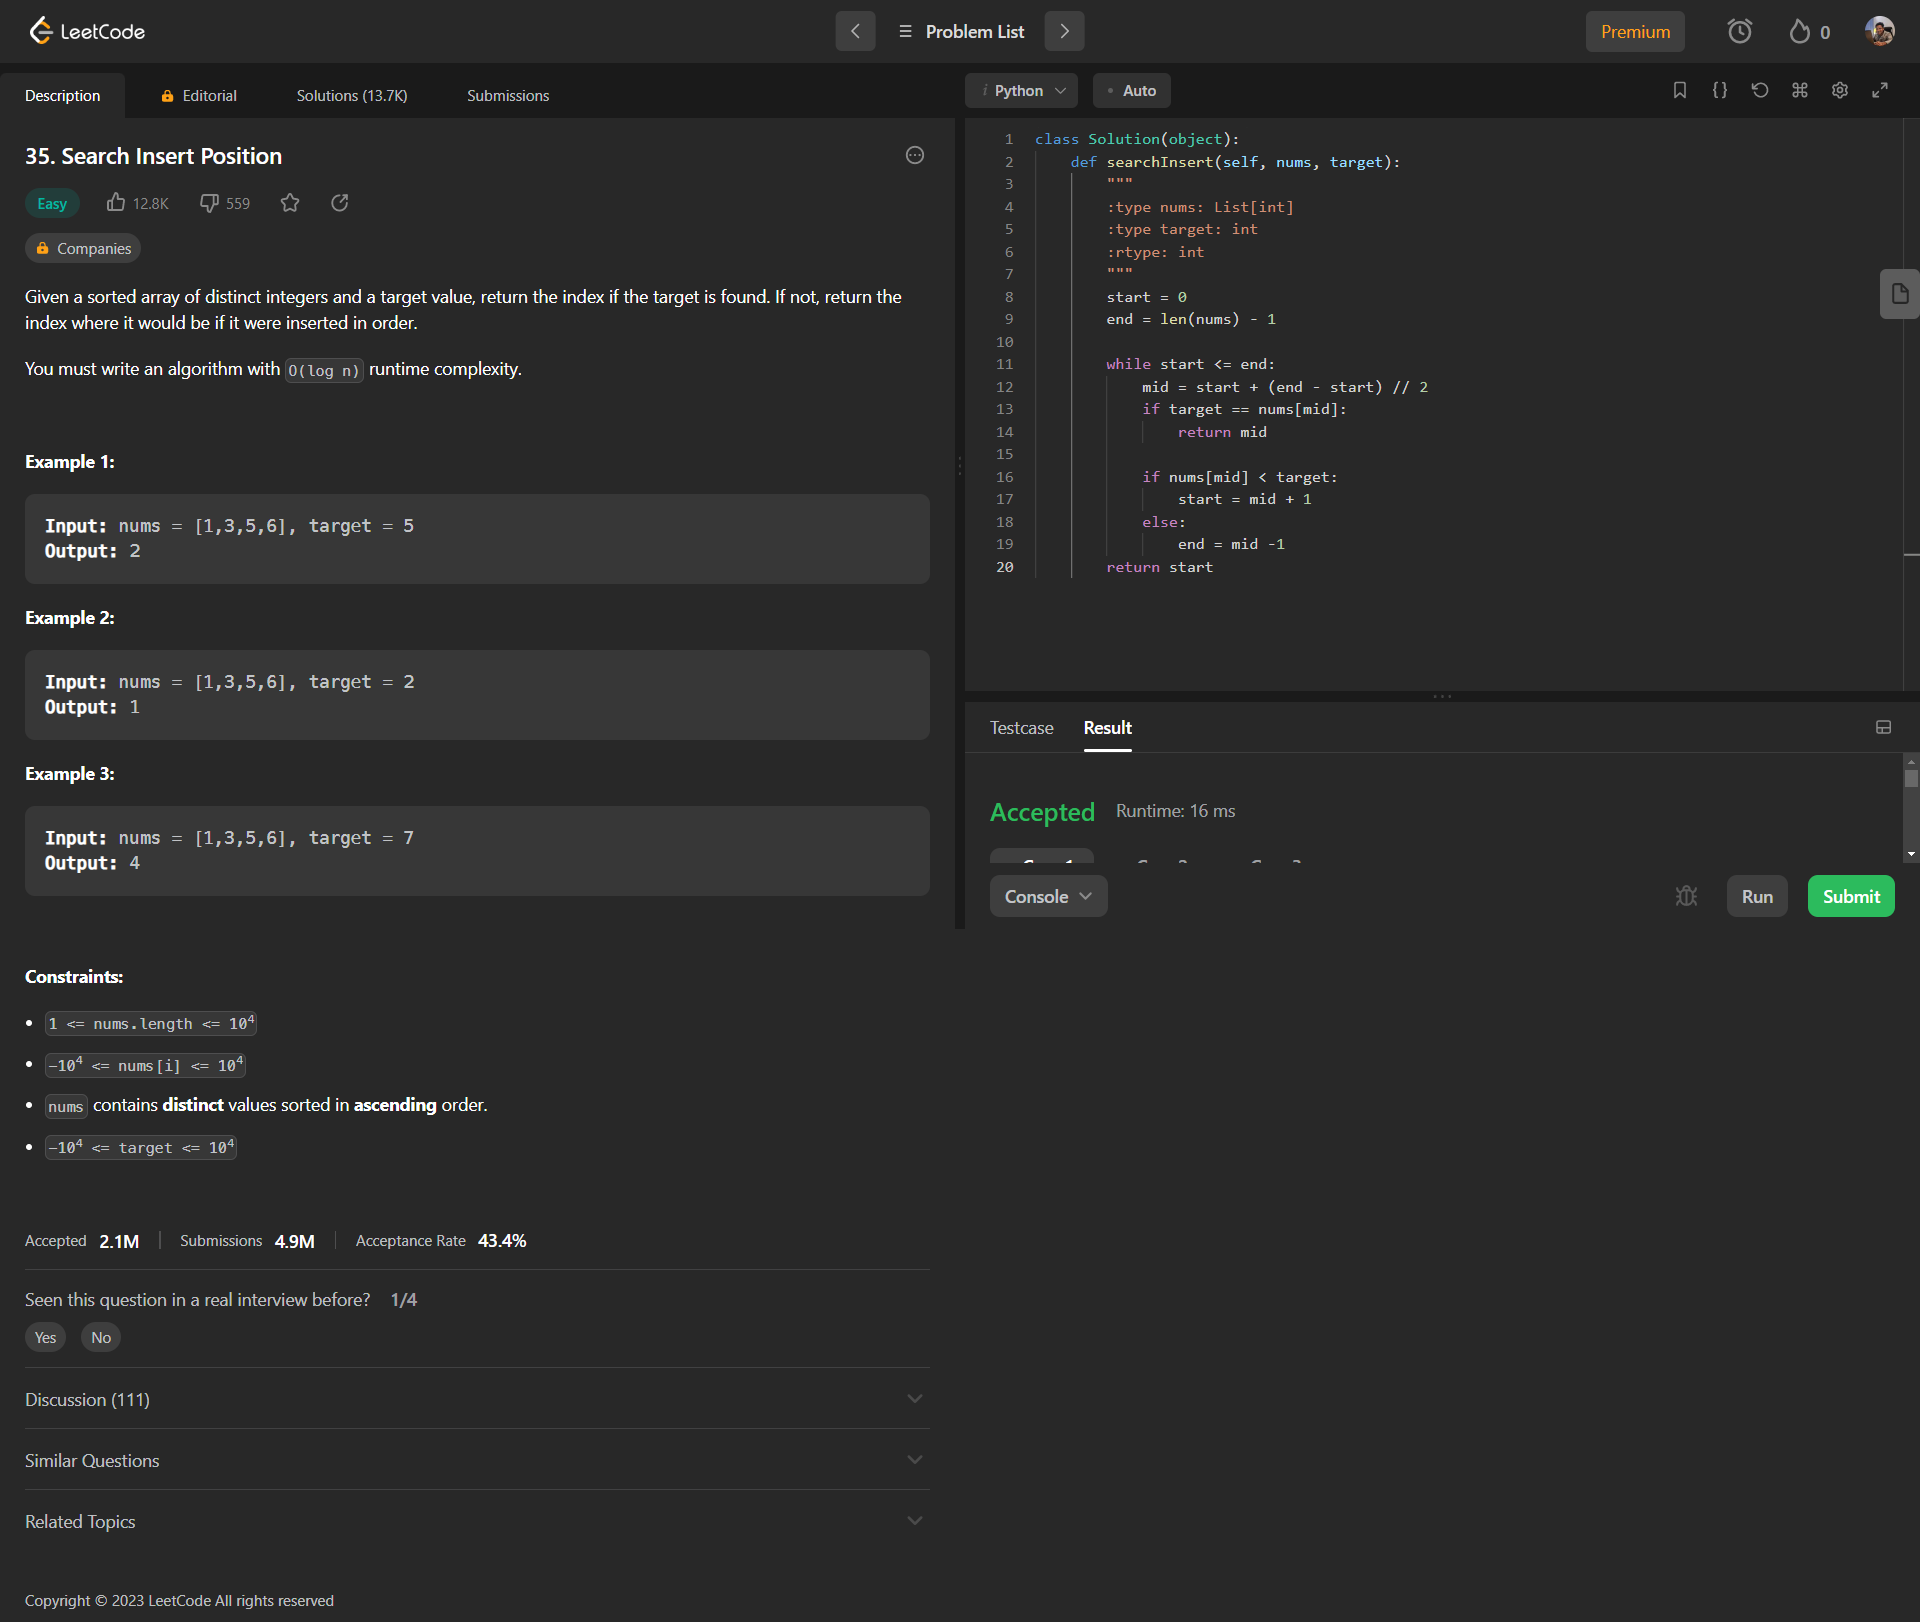 LeetCode
Problem List
Premium
0
Description
Editorial
Solutions (13.7K)
Submissions
35. Search Insert Position
Easy
12.8K
559
Companies
Given a sorted array of distinct integers and a target value, return the index if the target is found. If not, return the
index where it would be if it were inserted in order.
You must write an algorithm with O(log n) runtime complexity.
Example 1:
Input: nums = [1,3,5,6], target = 5
Output: 2
Example 2:
Input: nums = [1,3,5,6], target = 2
Output: 1
Example 3:
Input: nums = [1,3,5,6], target = 7
Output: 4
Constraints:
• 1 <= nums.length <= 10⁴
• -10⁴ <= nums[i] <= 10⁴
• nums contains distinct values sorted in ascending order.
• -10⁴ <= target <= 10⁴
Accepted 2.1M
Submissions 4.9M
Acceptance Rate 43.4%
Seen this question in a real interview before? 1/4
Yes
No
Discussion (111)
Similar Questions
Related Topics
Copyright © 2023 LeetCode All rights reserved
i Python
• Auto
1 class Solution(object):
2     def searchInsert(self, nums, target):
3         """
4         :type nums: List[int]
5         :type target: int
6         :rtype: int
7         """
8         start = 0
9         end = len(nums) - 1
10
11         while start <= end:
12             mid = start + (end - start) // 2
13             if target == nums[mid]:
14                 return mid
15
16             if nums[mid] < target:
17                 start = mid + 1
18             else:
19                 end = mid -1
20         return start
Testcase
Result
Accepted
Runtime: 16 ms
Console
Run
Submit